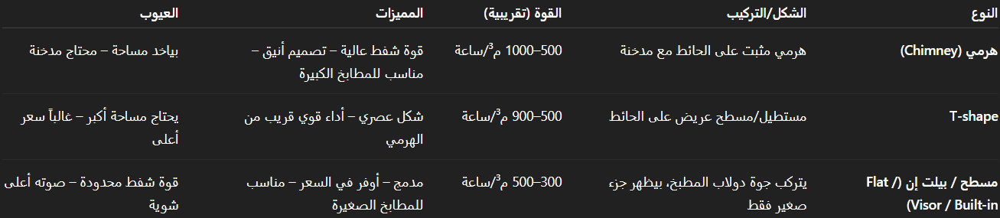 النوع الشكل/التركيب القوة (تقريبية) المميزات العيوب
هرمي (Chimney) هرمي مثبت على الحائط مع مدخنة 500–1000 م³/ساعة قوة شفط عالية – تصميم أنيق – بياخد مساحة – محتاج مدخنة
مناسب للمطابخ الكبيرة
T-shape مستطيل/مسطح عريض على الحائط 500–900 م³/ساعة شكل عصري – أداء قوي قريب من يحتاج مساحة أكبر – غالباً سعر
الهرمي أعلى
مسطح / بيلت إن (Flat / يتركب جوة دولاب المطبخ، بيظهر جزء 300–500 م³/ساعة مدمج – أوفر في السعر – مناسب قوة شفط محدودة – صوته أعلى
Visor / Built-in) صغير فقط للمطابخ الصغيرة شوية